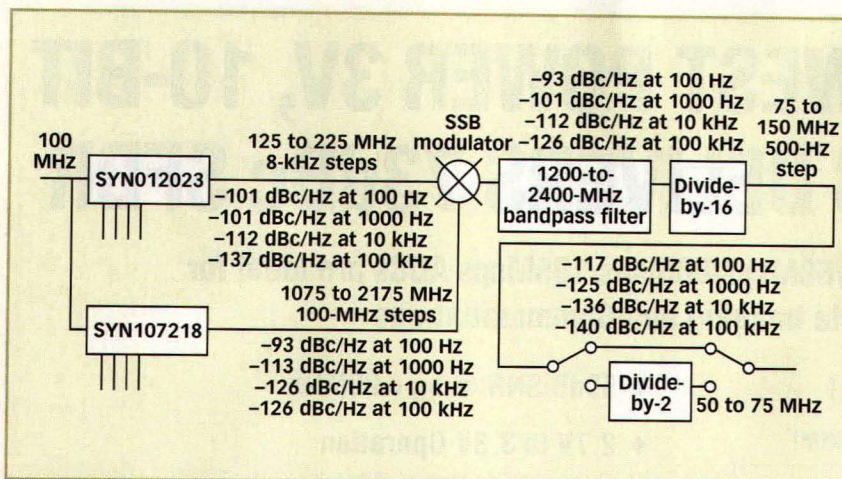 100
MHz
SYN012023
125 to 225 MHz
8-kHz steps
–101 dBc/Hz at 100 Hz
–101 dBc/Hz at 1000 Hz
–112 dBc/Hz at 10 kHz
–137 dBc/Hz at 100 kHz
SYN107218
1075 to 2175 MHz
100-MHz steps
–93 dBc/Hz at 100 Hz
–113 dBc/Hz at 1000 Hz
–126 dBc/Hz at 10 kHz
–126 dBc/Hz at 100 kHz
SSB
modulator
–93 dBc/Hz at 100 Hz
–101 dBc/Hz at 1000 Hz
–112 dBc/Hz at 10 kHz
–126 dBc/Hz at 100 kHz
1200-to-
2400-MHz
bandpass filter
Divide-
by-16
75 to
150 MHz
500-Hz
step
–117 dBc/Hz at 100 Hz
–125 dBc/Hz at 1000 Hz
–136 dBc/Hz at 10 kHz
–140 dBc/Hz at 100 kHz
Divide-
by-2
50 to 75 MHz